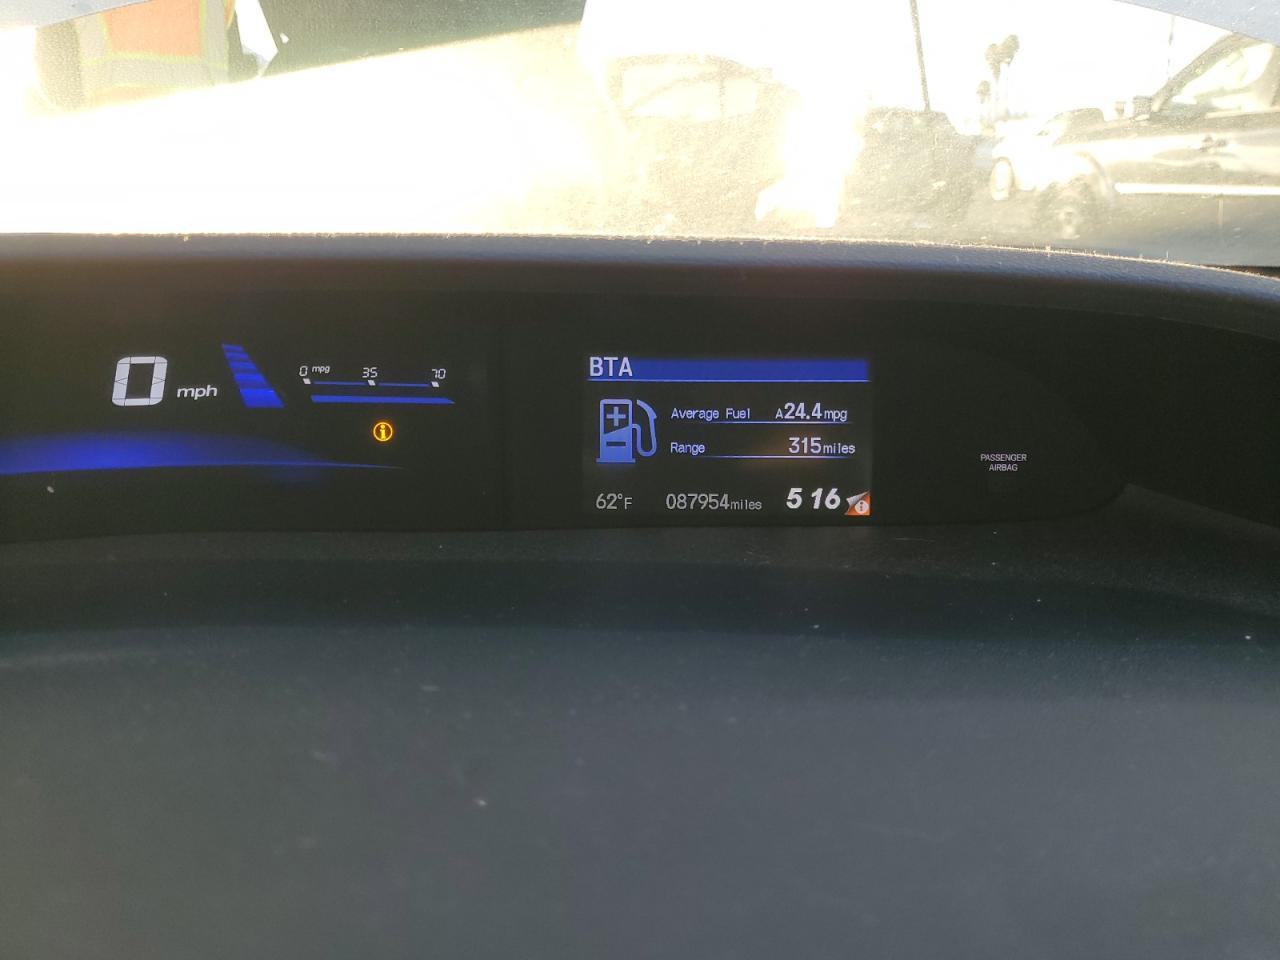 0 mph
0 mpg 35 70
BTA
Average Fuel A24.4mpg
Range 315miles
62°F 087954miles 5 16
PASSENGER
AIRBAG